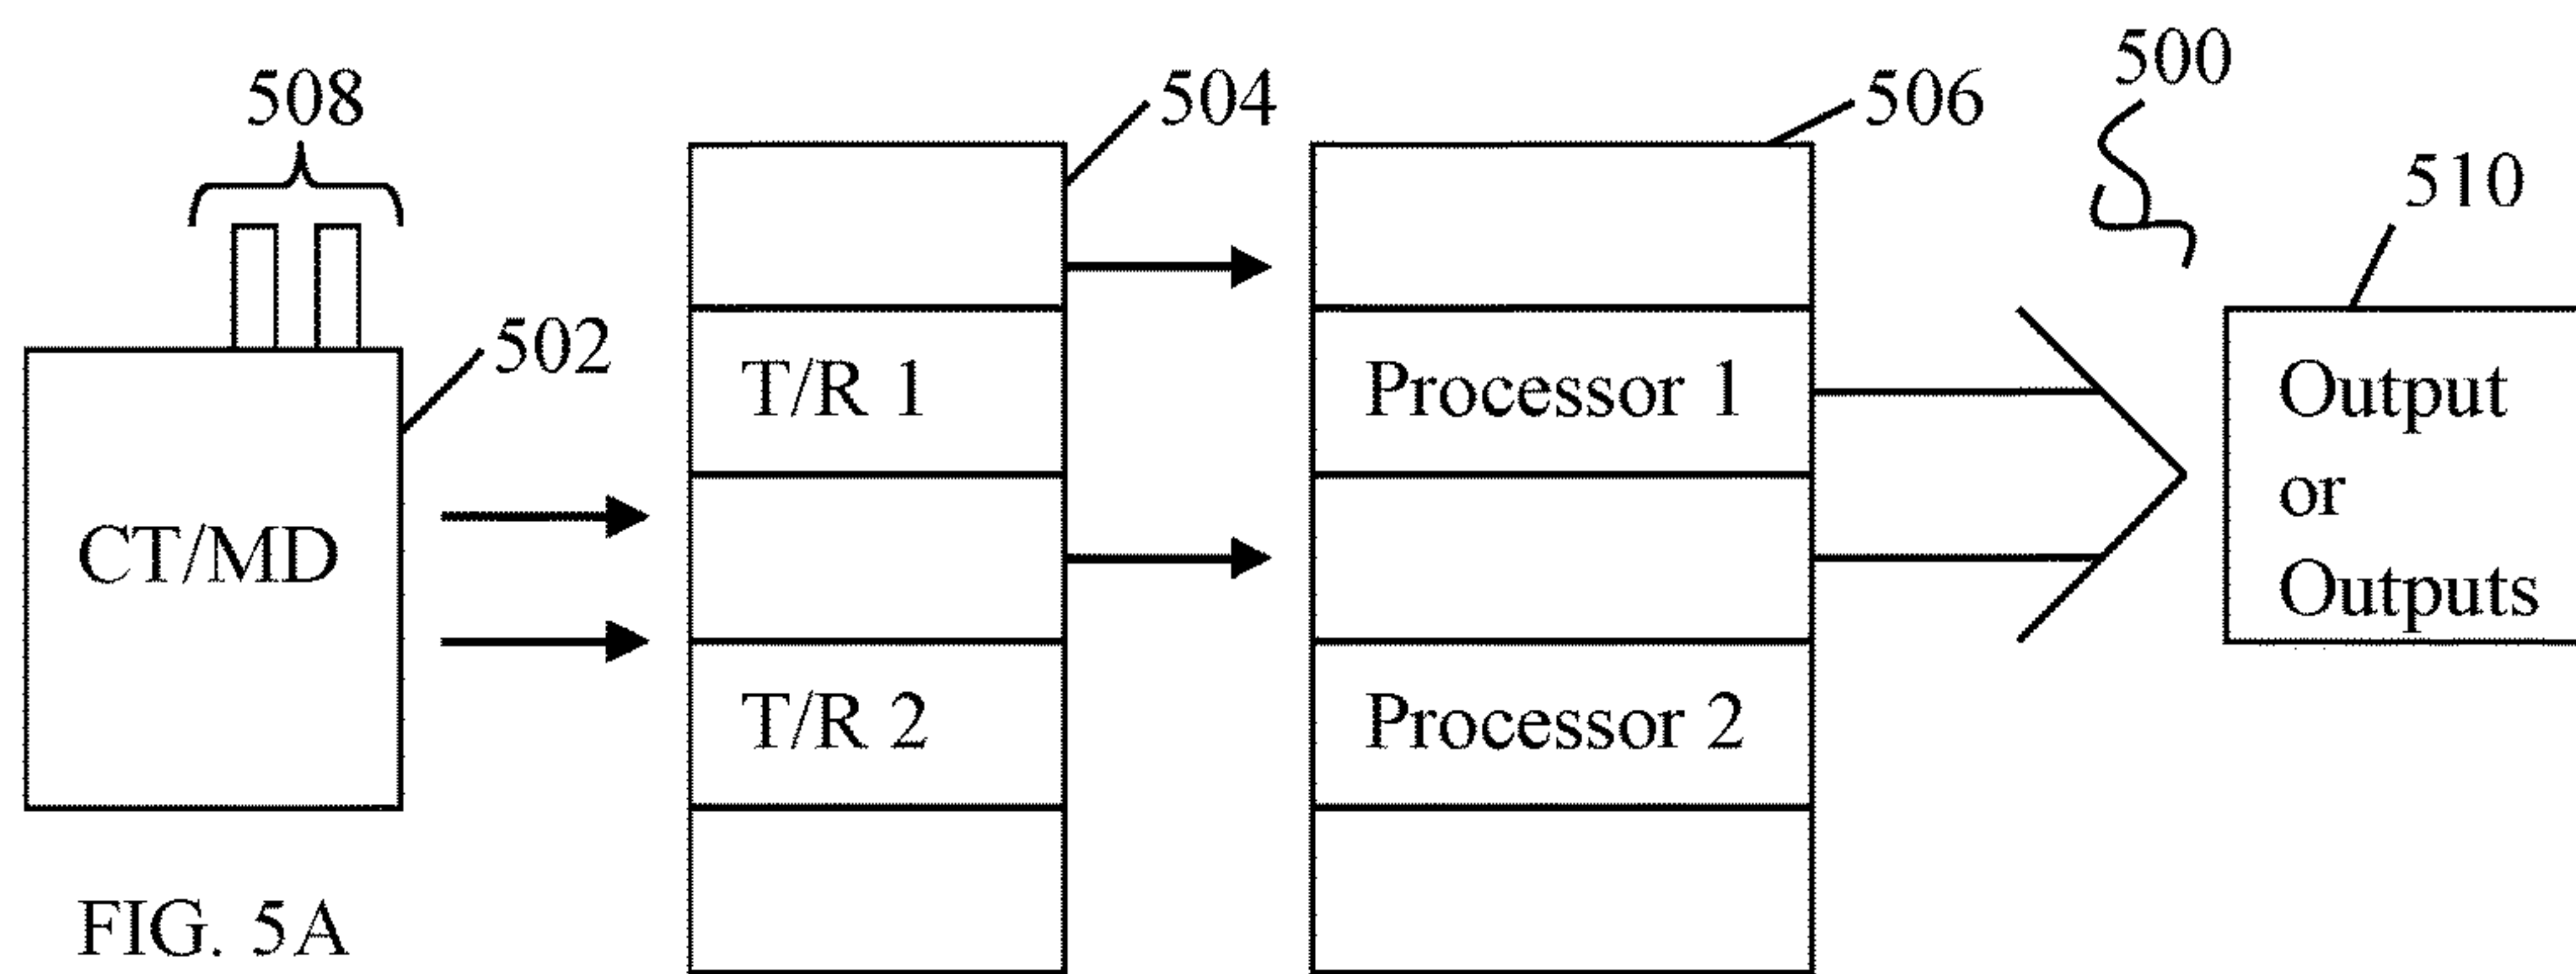 500
508
504
506
510
502
T/R 1
Processor 1
Output
or
Outputs
CT/MD
T/R 2
Processor 2
FIG. 5A